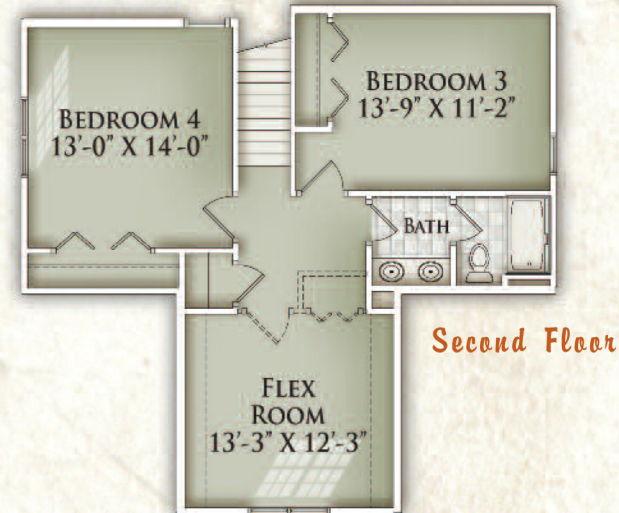 BEDROOM 4
13'-0" X 14'-0"
BEDROOM 3
13'-9" X 11'-2"
BATH
Second Floor
FLEX
ROOM
13'-3" X 12'-3"